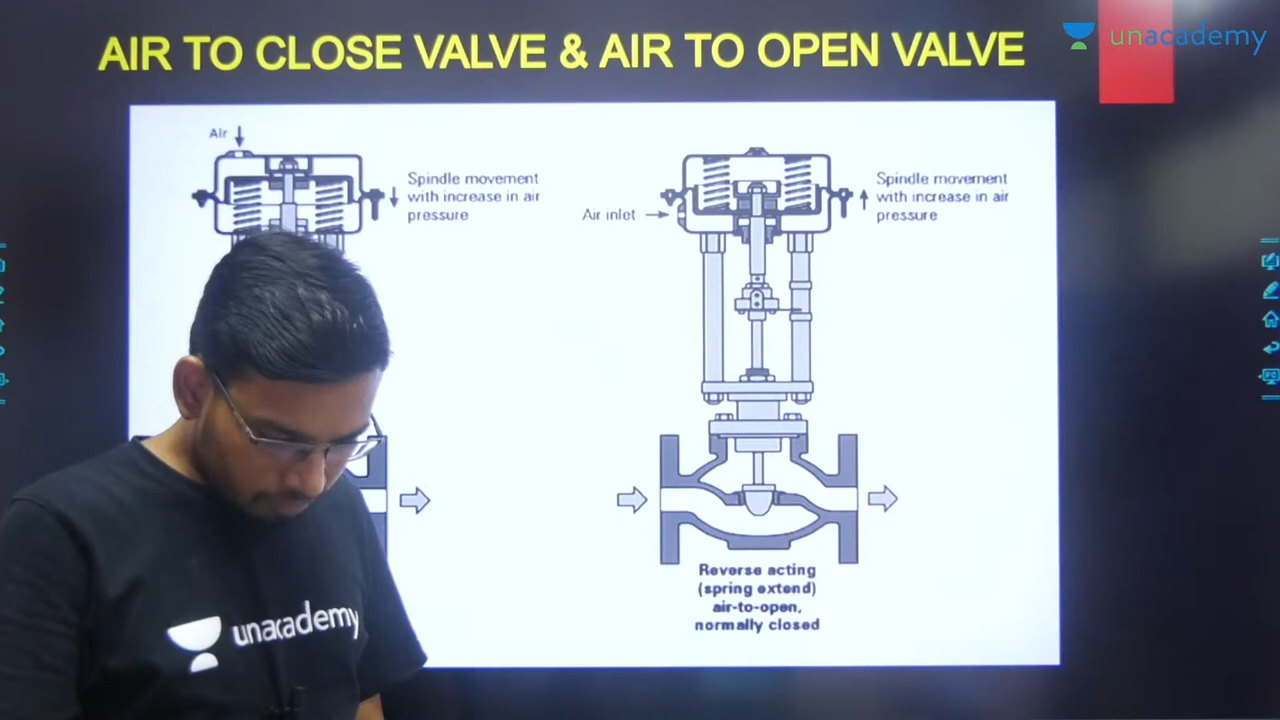 AIR TO CLOSE VALVE & AIR TO OPEN VALVE
unacademy
Air
Spindle movement
with increase in air
pressure
Air inlet
Spindle movement
with increase in air
pressure
Reverse acting
(spring extend)
air-to-open,
normally closed
unacademy